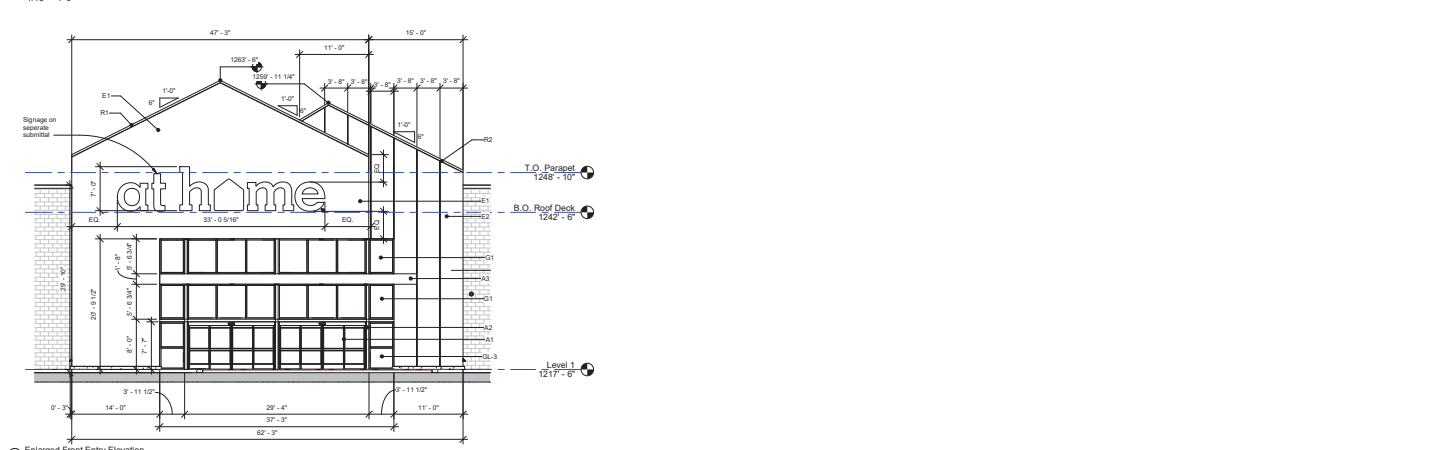 47' - 3"
15' - 0"
11' - 0"
1263' - 6"
1259' - 11 1/4"
3' - 8"
3' - 8"
3' - 8"
3' - 8"
3' - 8"
3' - 8"
E1
1'-0"
6"
1'-0"
6"
R1
1'-0"
6"
Signage on
seperate
submittal
R2
T.O. Parapet
1248' - 10"
EQ
7' - 0"
at home
E1
B.O. Roof Deck
1242' - 6"
E2
EQ.
33' - 0 5/16"
EQ.
EQ
G1
1' - 8"
6' - 6 3/4"
A3
20' - 9 1/2"
6' - 6 3/4"
G1
A2
A1
8' - 0"
7' - 7"
GL-3
Level 1
1217' - 6"
3' - 11 1/2"
3' - 11 1/2"
0' - 3"
14' - 0"
29' - 4"
11' - 0"
37' - 3"
62' - 3"
Enlarged Front Entry Elevation